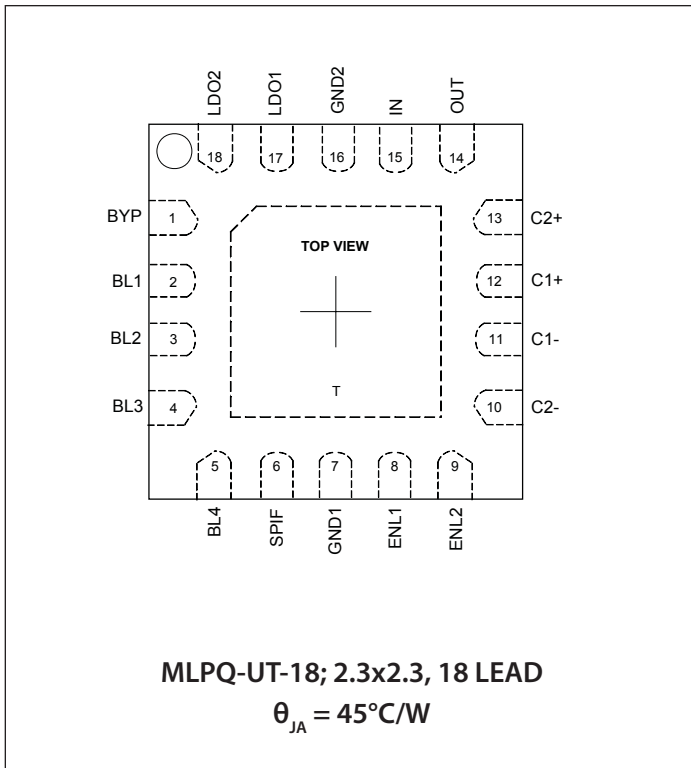 LDO2
LDO1
GND2
IN
OUT
18
17
16
15
14
BYP 1
13 C2+
TOP VIEW
BL1 2
12 C1+
BL2 3
11 C1-
T
BL3 4
10 C2-
5
6
7
8
9
BL4
SPIF
GND1
ENL1
ENL2
MLPQ-UT-18; 2.3x2.3, 18 LEAD
θJA = 45°C/W